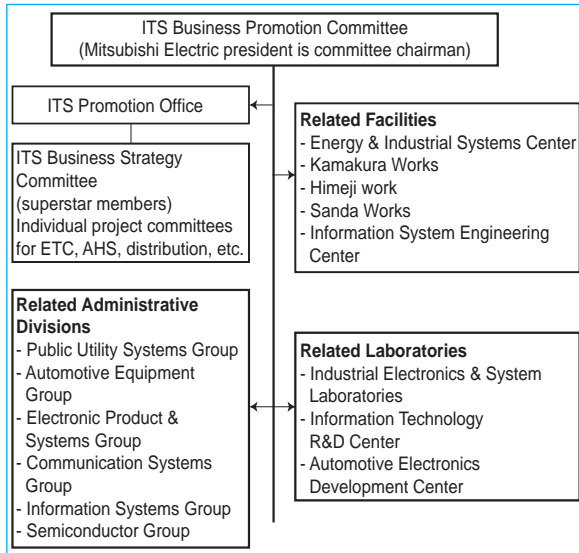 ITS Business Promotion Committee
(Mitsubishi Electric president is committee chairman)
ITS Promotion Office
ITS Business Strategy
Committee
(superstar members)
Individual project committees
for ETC, AHS, distribution, etc.
Related Facilities
- Energy & Industrial Systems Center
- Kamakura Works
- Himeji work
- Sanda Works
- Information System Engineering
Center
Related Administrative
Divisions
- Public Utility Systems Group
- Automotive Equipment
Group
- Electronic Product &
Systems Group
- Communication Systems
Group
- Information Systems Group
- Semiconductor Group
Related Laboratories
- Industrial Electronics & System
Laboratories
- Information Technology
R&D Center
- Automotive Electronics
Development Center